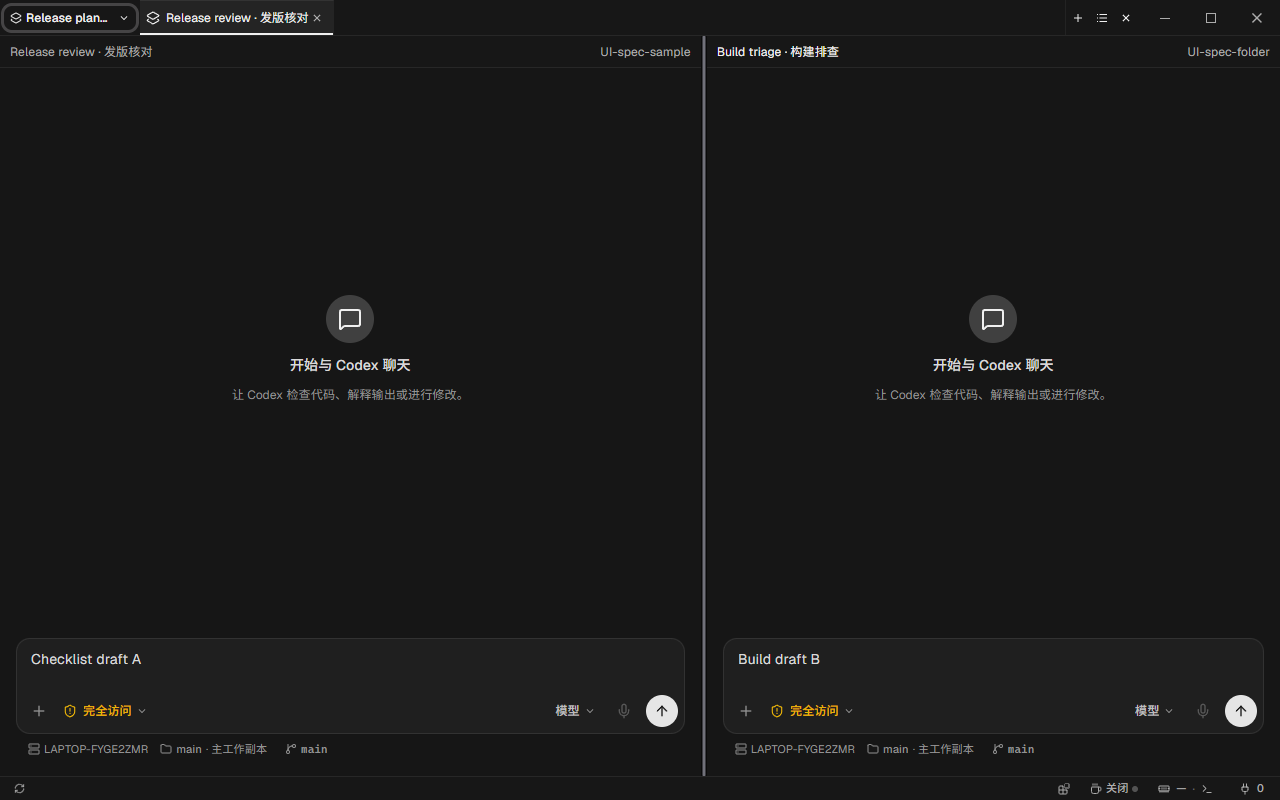 Release plan...
Release review · 发版核对
Release review · 发版核对
UI-spec-sample
Build triage · 构建排查
UI-spec-folder
开始与 Codex 聊天
让 Codex 检查代码、解释输出或进行修改。
开始与 Codex 聊天
让 Codex 检查代码、解释输出或进行修改。
Checklist draft A
完全访问
模型
LAPTOP-FYGE2ZMR
main · 主工作副本
main
Build draft B
完全访问
模型
LAPTOP-FYGE2ZMR
main · 主工作副本
main
关闭
— ·
0